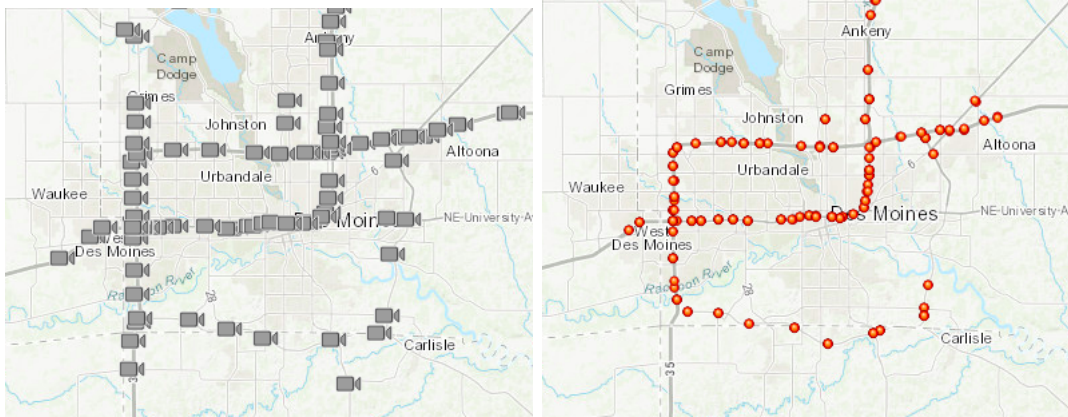 Ankeny
Camp
Dodge
Grimes
Johnston
Altoona
Urbandale
6
Waukee
Des Moin
NE-University-A
West
Des Moines
Raccoon River
28
Carlisle
3
Ankeny
Camp
Dodge
Grimes
Johnston
Altoona
Urbandale
6
Waukee
Des Moines
NE-University-A
West
Des Moines
Raccoon River
28
Carlisle
35